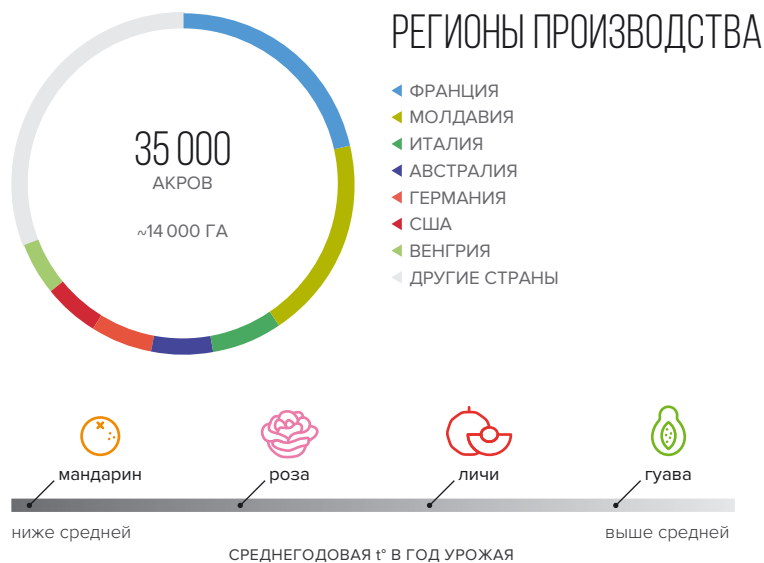 РЕГИОНЫ ПРОИЗВОДСТВА
35 000
АКРОВ
~14 000 ГА
ФРАНЦИЯ
МОЛДАВИЯ
ИТАЛИЯ
АВСТРАЛИЯ
ГЕРМАНИЯ
США
ВЕНГРИЯ
ДРУГИЕ СТРАНЫ
мандарин
роза
личи
гуава
ниже средней
выше средней
СРЕДНЕГОДОВАЯ t° В ГОД УРОЖАЯ